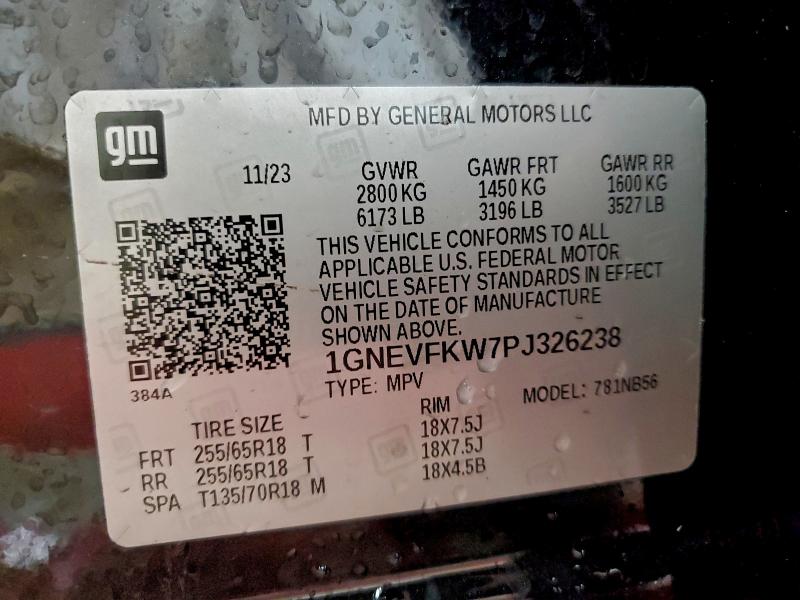 gm
MFD BY GENERAL MOTORS LLC
11/23 GVWR GAWR FRT GAWR RR
2800 KG 1450 KG 1600 KG
6173 LB 3196 LB 3527 LB
THIS VEHICLE CONFORMS TO ALL
APPLICABLE U.S. FEDERAL MOTOR
VEHICLE SAFETY STANDARDS IN EFFECT
ON THE DATE OF MANUFACTURE
SHOWN ABOVE.
1GNEVFKW7PJ326238
384A
TYPE: MPV MODEL: 781NB56
TIRE SIZE RIM
FRT 255/65R18 T 18X7.5J
RR 255/65R18 T 18X7.5J
SPA T135/70R18 M 18X4.5B